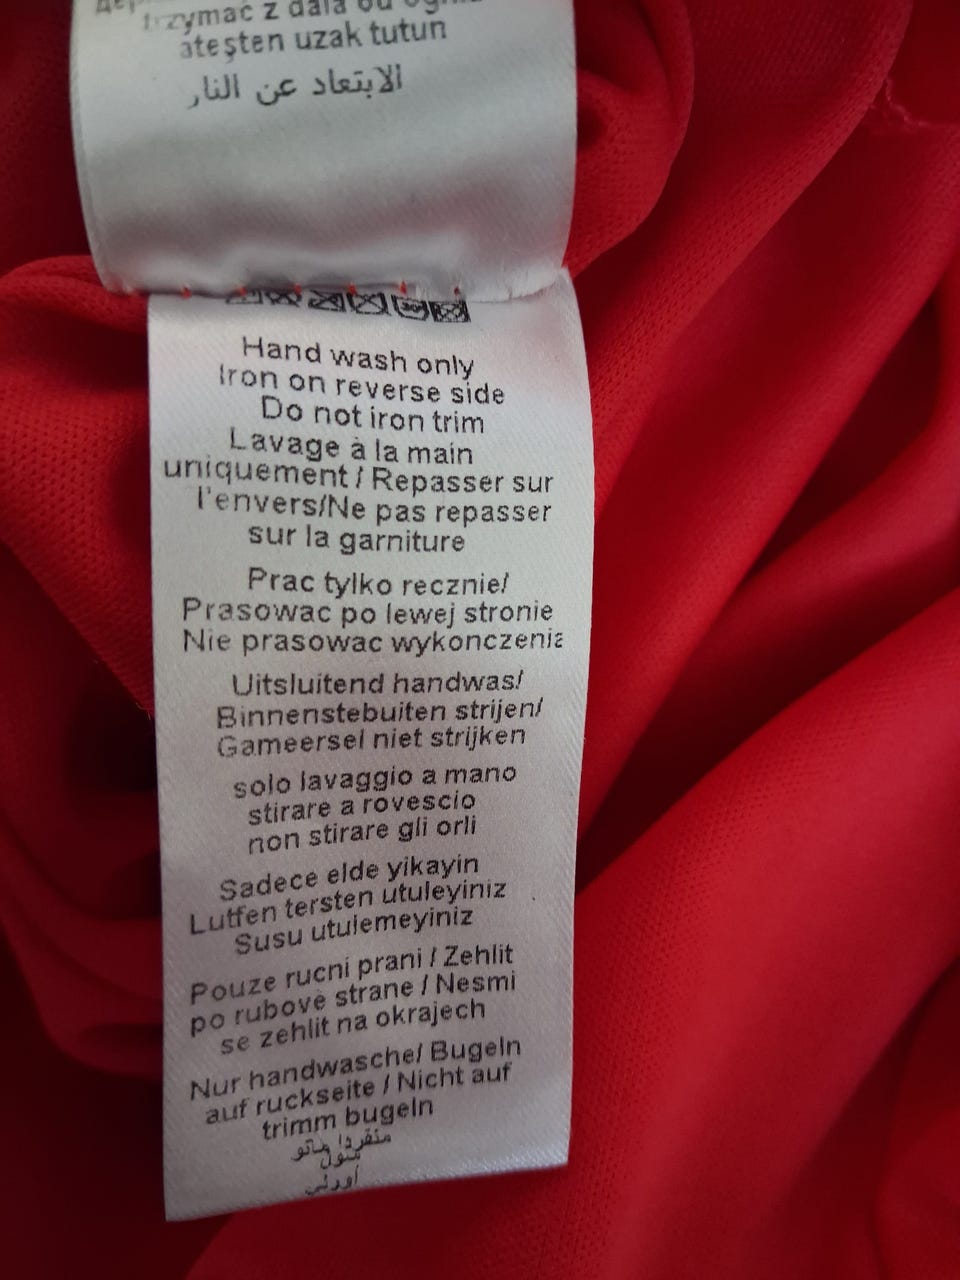 trzymać z dala od ognia
ateşten uzak tutun
الابتعاد عن النار
Hand wash only
Iron on reverse side
Do not iron trim
Lavage à la main
uniquement / Repasser sur
l'envers/Ne pas repasser
sur la garniture
Prac tylko recznie/
Prasowac po lewej stronie
Nie prasowac wykonczenia
Uitsluitend handwas/
Binnenstebuiten strijen/
Gameersel niet strijken
solo lavaggio a mano
stirare a rovescio
non stirare gli orli
Sadece elde yikayin
Lutfen tersten utuleyiniz
Susu utulemeyiniz
Pouze rucni prani / Zehlit
po rubove strane / Nesmi
se zehlit na okrajech
Nur handwasche/ Bugeln
auf ruckseite / Nicht auf
trimm bugeln